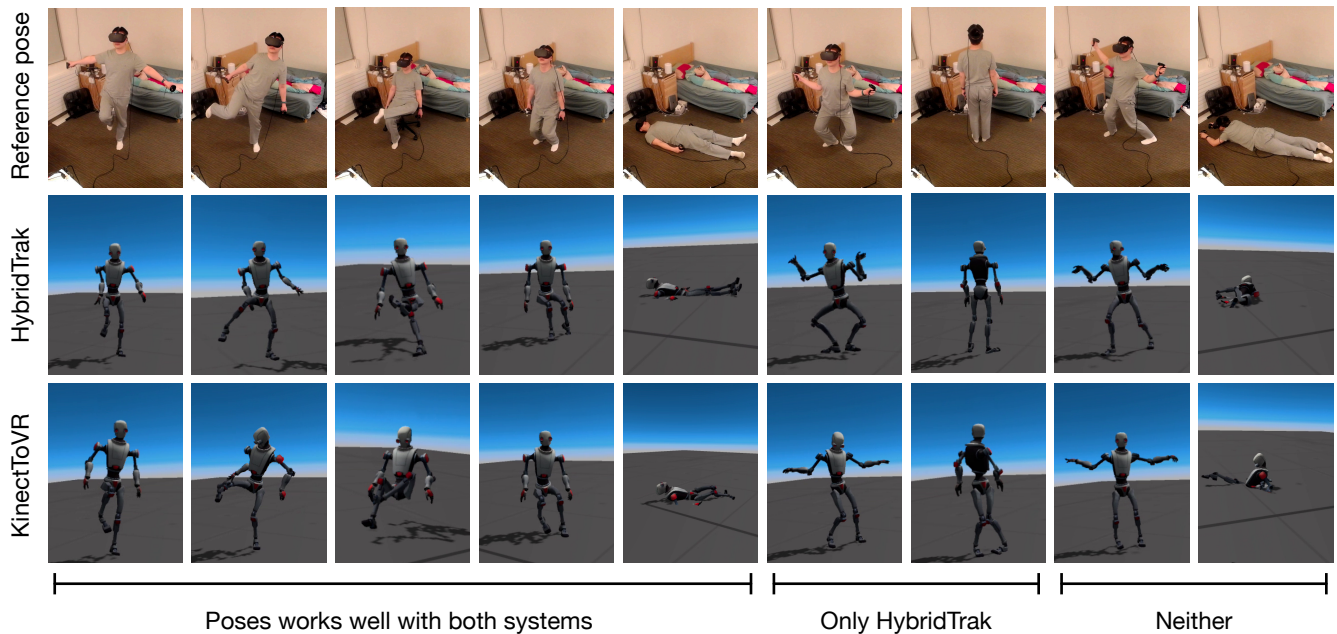 Reference pose
HybridTrak
KinectToVR
Poses works well with both systems
Only HybridTrak
Neither